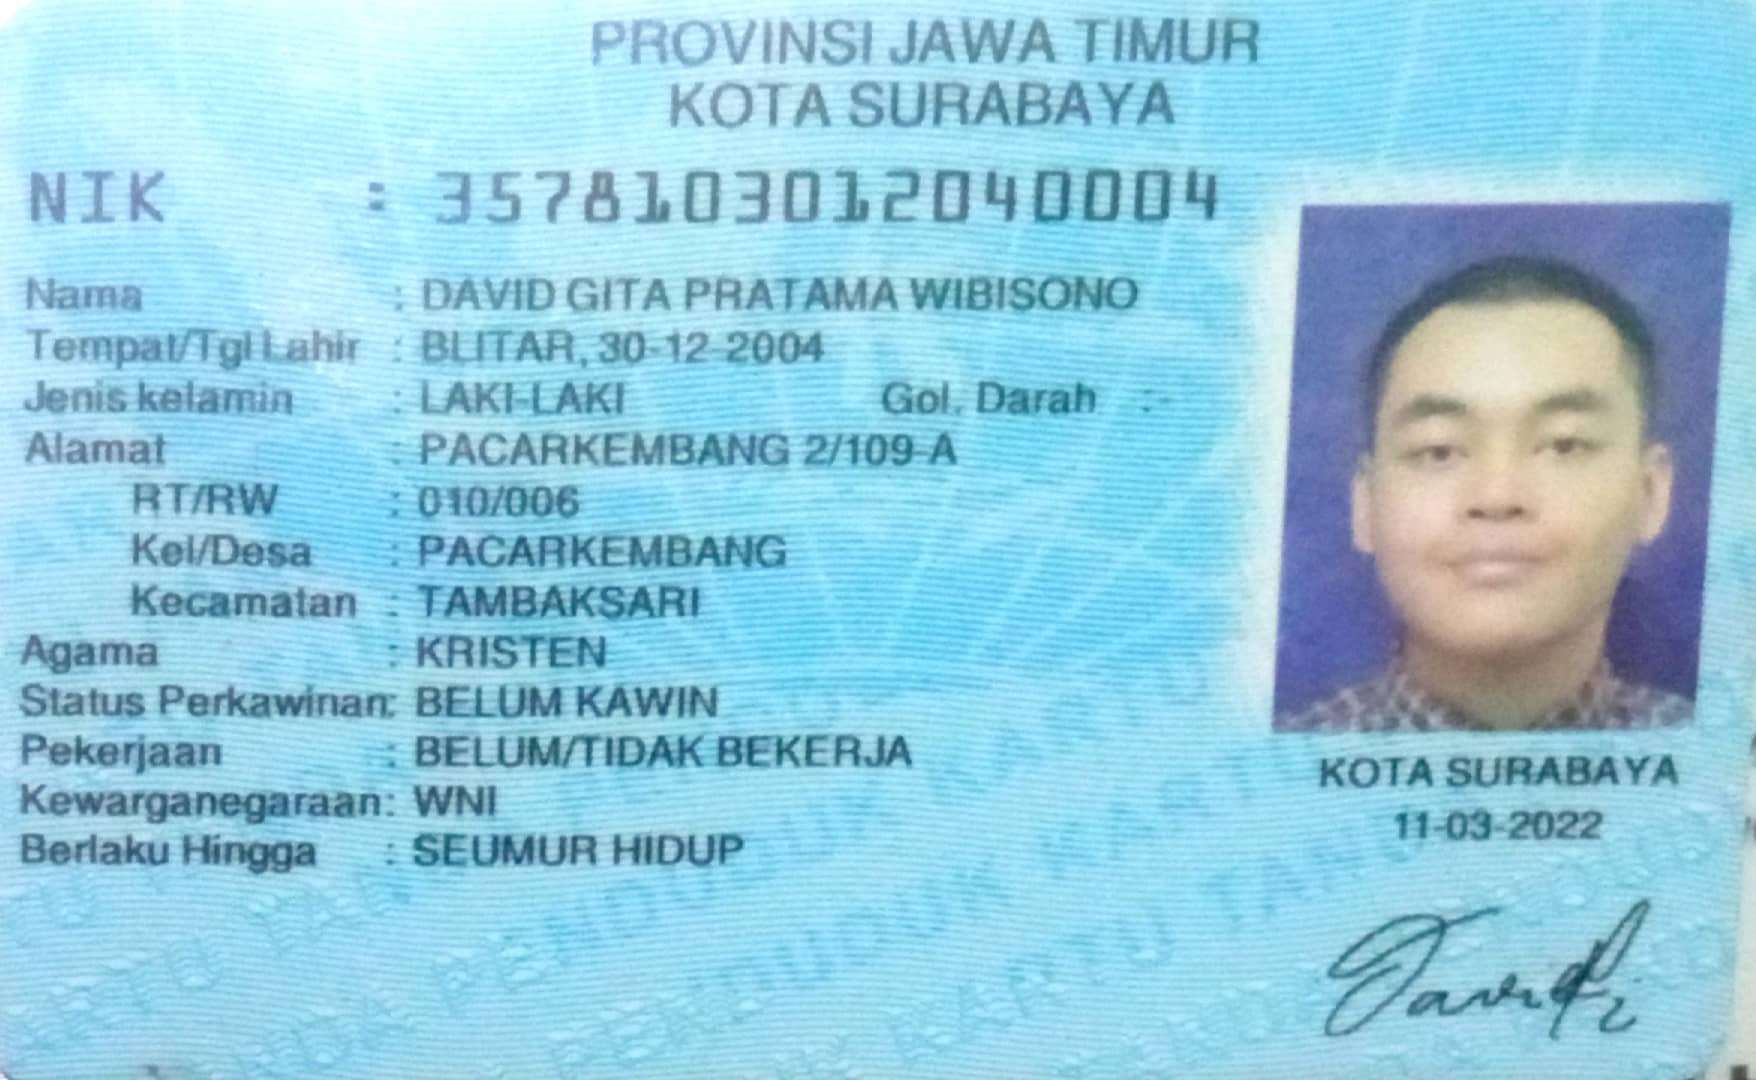 PROVINSI JAWA TIMUR
KOTA SURABAYA
NIK : 3578103012040004
Nama : DAVID GITA PRATAMA WIBISONO
Tempat/Tgl Lahir : BLITAR, 30-12-2004
Jenis kelamin : LAKI-LAKI Gol. Darah : -
Alamat : PACARKEMBANG 2/109-A
RT/RW : 010/006
Kel/Desa : PACARKEMBANG
Kecamatan : TAMBAKSARI
Agama : KRISTEN
Status Perkawinan: BELUM KAWIN
Pekerjaan : BELUM/TIDAK BEKERJA
Kewarganegaraan: WNI
Berlaku Hingga : SEUMUR HIDUP
KOTA SURABAYA
11-03-2022